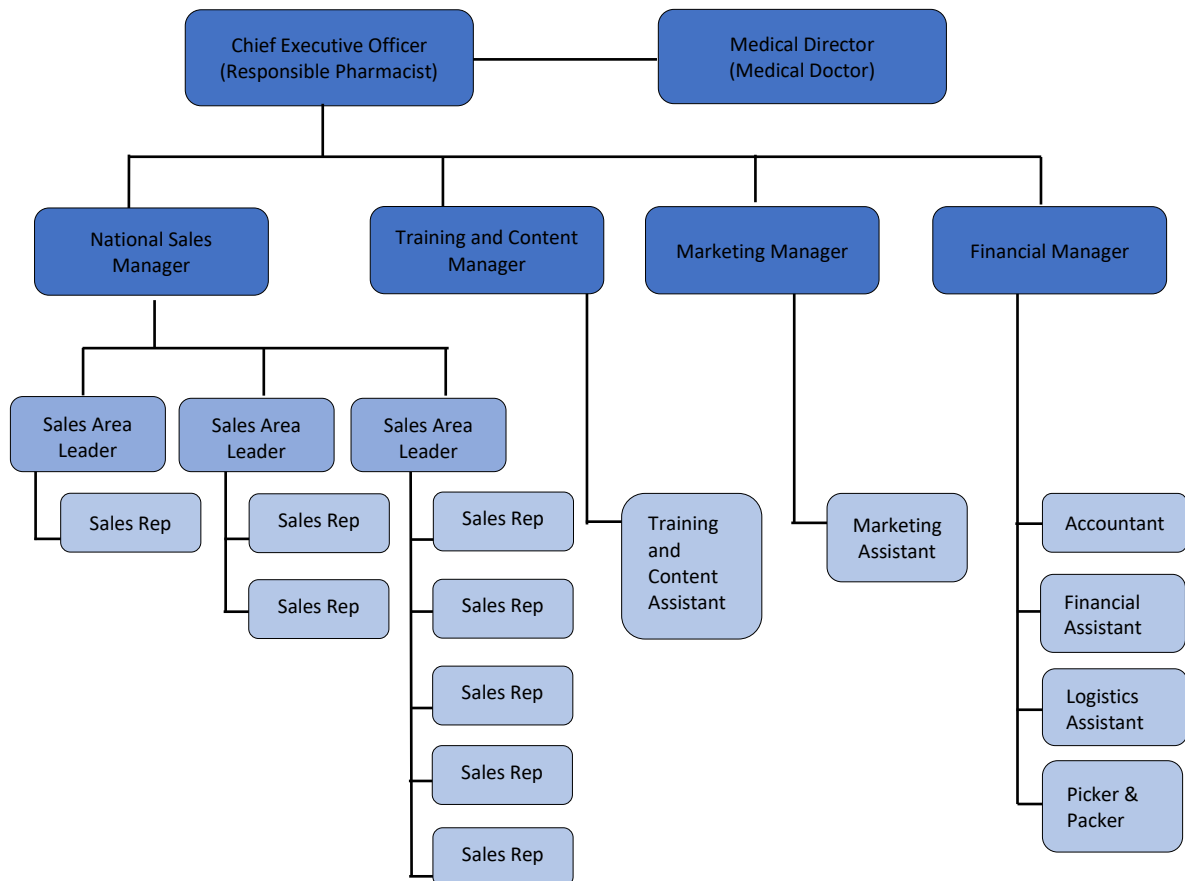 Chief Executive Officer
(Responsible Pharmacist)
Medical Director
(Medical Doctor)
National Sales
Manager
Training and Content
Manager
Marketing Manager
Financial Manager
Sales Area
Leader
Sales Area
Leader
Sales Area
Leader
Sales Rep
Sales Rep
Sales Rep
Sales Rep
Sales Rep
Sales Rep
Sales Rep
Sales Rep
Training
and
Content
Assistant
Marketing
Assistant
Accountant
Financial
Assistant
Logistics
Assistant
Picker &
Packer